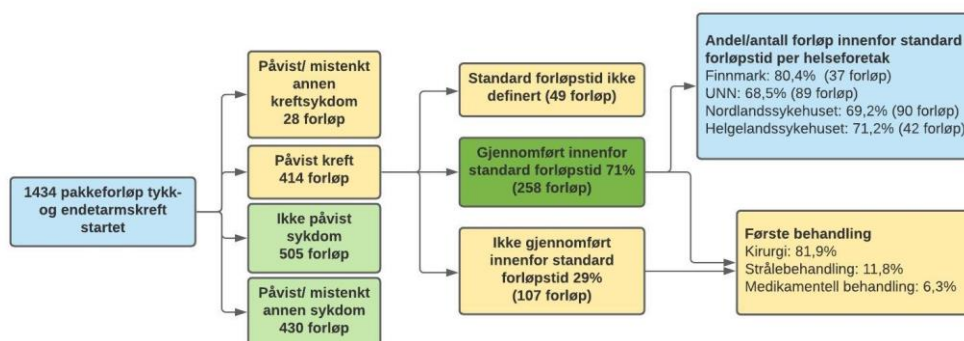 1434 pakkeforløp tykk-
og endetarmskreft
startet
Påvist/ mistenkt
annen
kreftsykdom
28 forløp
Påvist kreft
414 forløp
Ikke påvist
sykdom
505 forløp
Påvist/ mistenkt
annen sykdom
430 forløp
Standard forløpstid ikke
definert (49 forløp)
Gjennomført innenfor
standard forløpstid 71%
(258 forløp)
Ikke gjennomført
innenfor standard
forløpstid 29%
(107 forløp)
Andel/antall forløp innenfor standard
forløpstid per helseforetak
Finnmark: 80,4% (37 forløp)
UNN: 68,5% (89 forløp)
Nordlandssykehuset: 69,2% (90 forløp)
Helgelandssykehuset: 71,2% (42 forløp)
Første behandling
Kirurgi: 81,9%
Strålebehandling: 11,8%
Medikamentell behandling: 6,3%